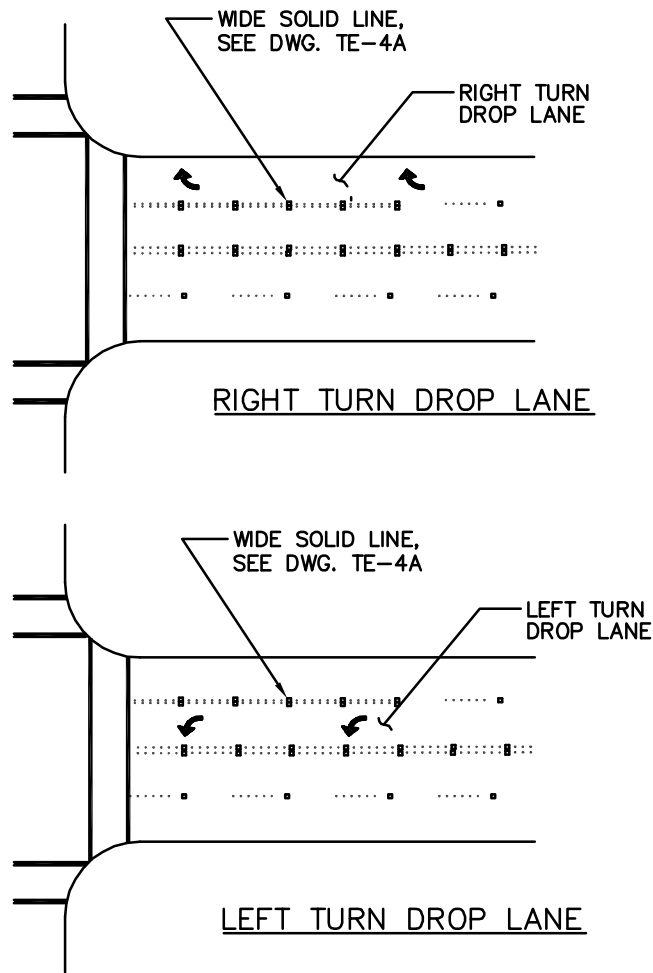 WIDE SOLID LINE,
SEE DWG. TE-4A
RIGHT TURN
DROP LANE
RIGHT TURN DROP LANE
WIDE SOLID LINE,
SEE DWG. TE-4A
LEFT TURN
DROP LANE
LEFT TURN DROP LANE